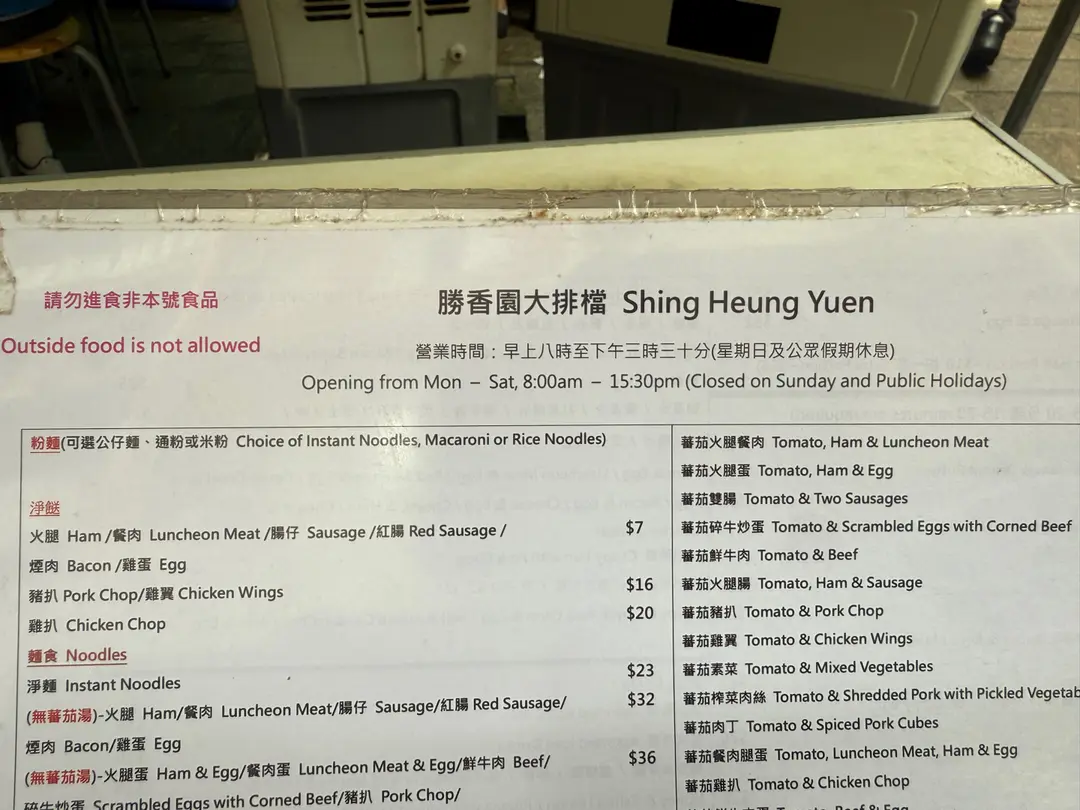 請勿進食非本號食品
Outside food is not allowed
勝香園大排檔 Shing Heung Yuen
營業時間：早上八時至下午三時三十分(星期日及公眾假期休息)
Opening from Mon – Sat, 8:00am – 15:30pm (Closed on Sunday and Public Holidays)
粉麵(可選公仔麵、通粉或米粉 Choice of Instant Noodles, Macaroni or Rice Noodles)
淨餸
火腿 Ham /餐肉 Luncheon Meat /腸仔 Sausage /紅腸 Red Sausage / $7
煙肉 Bacon /雞蛋 Egg
豬扒 Pork Chop/雞翼 Chicken Wings $16
雞扒 Chicken Chop $20
麵食 Noodles
淨麵 Instant Noodles $23
(無蕃茄湯)-火腿 Ham/餐肉 Luncheon Meat/腸仔 Sausage/紅腸 Red Sausage/ $32
煙肉 Bacon/雞蛋 Egg
(無蕃茄湯)-火腿蛋 Ham & Egg/餐肉蛋 Luncheon Meat & Egg/鮮牛肉 Beef/ $36
碎牛炒蛋 Scrambled Eggs with Corned Beef/豬扒 Pork Chop/
蕃茄火腿餐肉 Tomato, Ham & Luncheon Meat
蕃茄火腿蛋 Tomato, Ham & Egg
蕃茄雙腸 Tomato & Two Sausages
蕃茄碎牛炒蛋 Tomato & Scrambled Eggs with Corned Beef
蕃茄鮮牛肉 Tomato & Beef
蕃茄火腿腸 Tomato, Ham & Sausage
蕃茄豬扒 Tomato & Pork Chop
蕃茄雞翼 Tomato & Chicken Wings
蕃茄素菜 Tomato & Mixed Vegetables
蕃茄榨菜肉絲 Tomato & Shredded Pork with Pickled Vegetab
蕃茄肉丁 Tomato & Spiced Pork Cubes
蕃茄餐肉腿蛋 Tomato, Luncheon Meat, Ham & Egg
蕃茄雞扒 Tomato & Chicken Chop